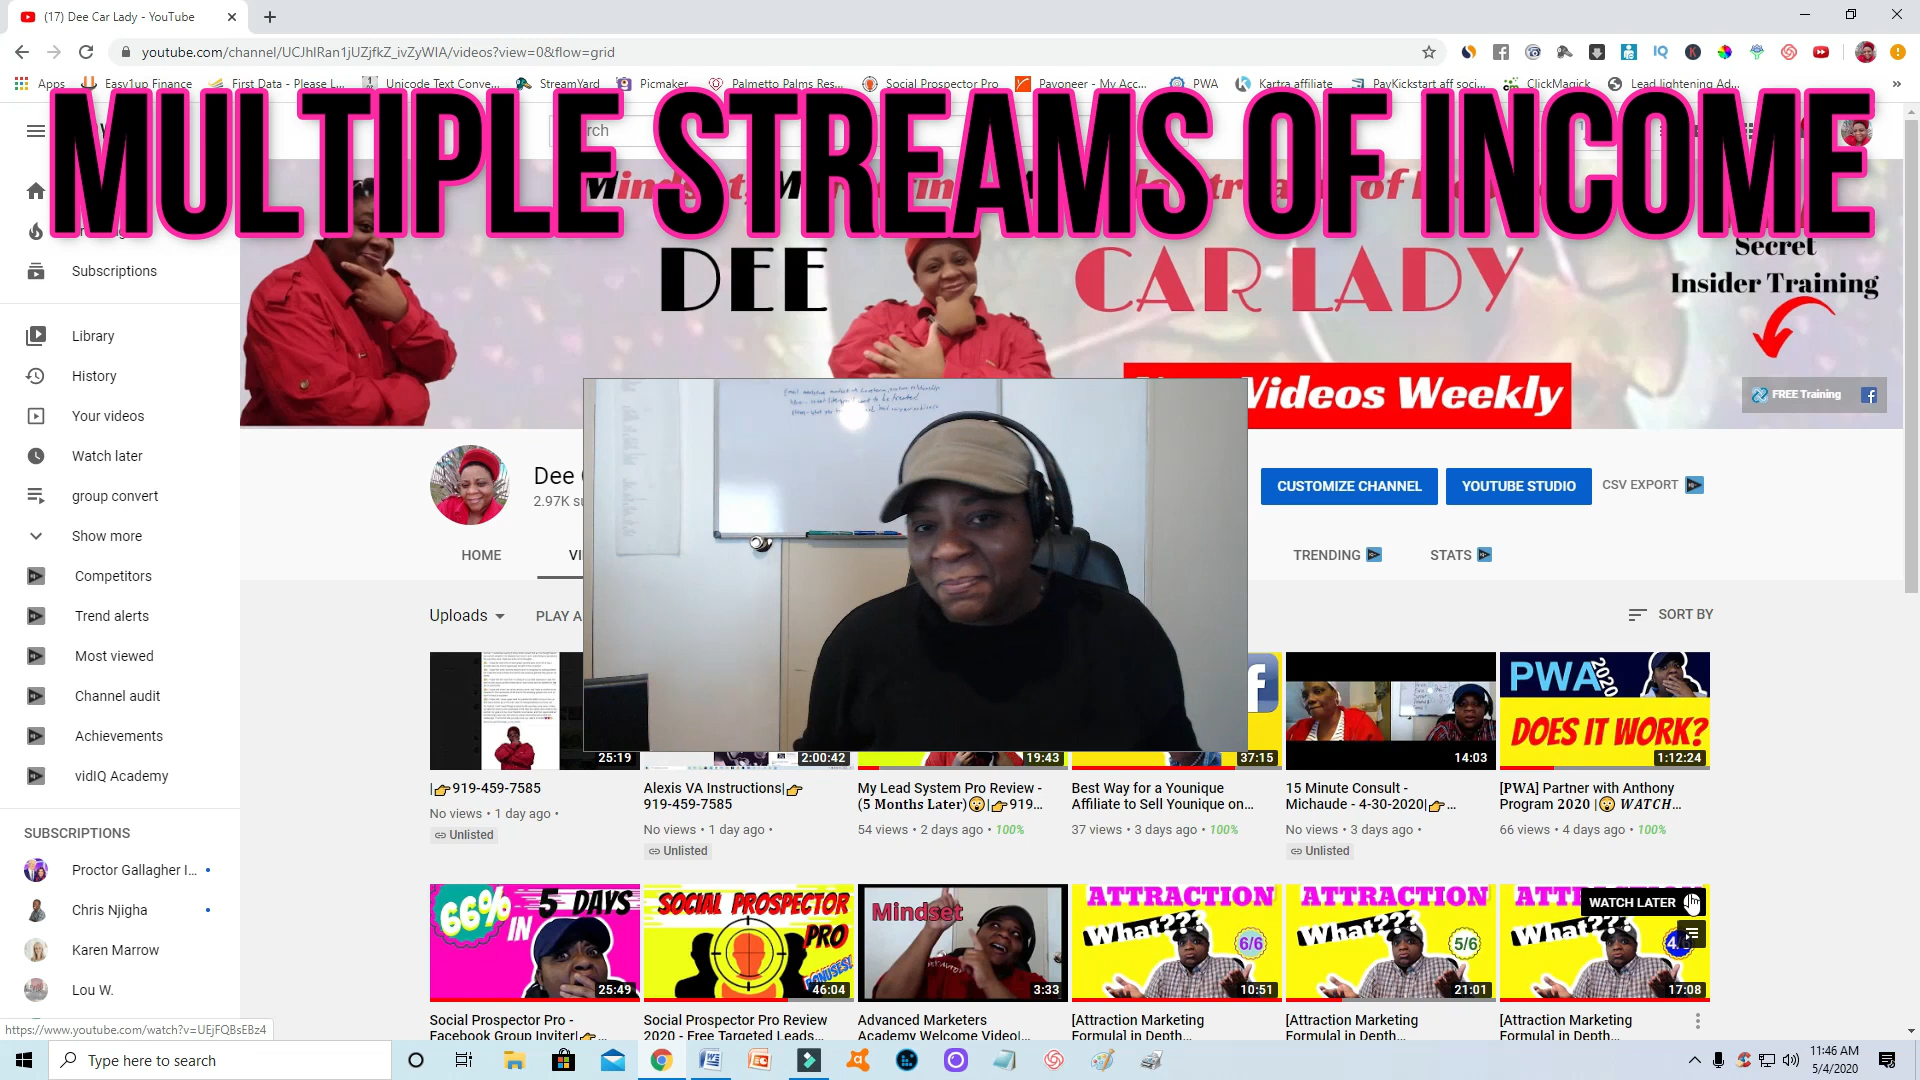 (17) Dee Car Lady - YouTube
youtube.com/channel/UCJhIRan1jUZjfkZ_ivZyWIA/videos?view=0&flow=grid
Apps
Easy1up Finance
First Data - Please L...
Unicode Text Conve...
StreamYard
Picmaker
Palmetto Palms Res...
Social Prospector Pro
Payoneer - My Acc...
PWA
Kartra affiliate
PayKickstart aff soci...
ClickMagick
Lead lightening Ad...
MULTIPLE STREAMS OF INCOME
DEE CAR LADY
Secret
Insider Training
Videos Weekly
FREE Training
Subscriptions
Library
History
Your videos
Watch later
group convert
Show more
Competitors
Trend alerts
Most viewed
Channel audit
Achievements
vidIQ Academy
SUBSCRIPTIONS
Proctor Gallagher I...
Chris Njigha
Karen Marrow
Lou W.
Dee
2.97K
CUSTOMIZE CHANNEL
YOUTUBE STUDIO
CSV EXPORT
HOME
TRENDING
STATS
Uploads
PLAY A
SORT BY
25:19
2:00:42
19:43
37:15
14:03
PWA 2020
DOES IT WORK?
1:12:24
|👉919-459-7585
No views • 1 day ago •
Unlisted
Alexis VA Instructions|👉
919-459-7585
No views • 1 day ago •
Unlisted
My Lead System Pro Review -
(𝟓 𝐌𝐨𝐧𝐭𝐡𝐬 𝐋𝐚𝐭𝐞𝐫)😲|👉919...
54 views • 2 days ago • 100%
Best Way for a Younique
Affiliate to Sell Younique on...
37 views • 3 days ago • 100%
15 Minute Consult -
Michaude - 4-30-2020|👉...
No views • 3 days ago •
Unlisted
[𝐏𝐖𝐀] Partner with Anthony
Program 𝟐𝟎𝟐𝟎 |😲 𝑾𝑨𝑻𝑪𝑯...
66 views • 4 days ago • 100%
66% IN 5 DAYS
25:49
SOCIAL PROSPECTOR
PRO
BONUSES!
46:04
Mindset
3:33
ATTRACTION
What???
6/6
10:51
ATTRACTION
What???
5/6
21:01
What???
WATCH LATER
17:08
Social Prospector Pro -
Facebook Group Inviter|👉
Social Prospector Pro Review
2020 - Free Targeted Leads
Advanced Marketers
Academy Welcome Video|
[Attraction Marketing
Formula] in Depth
[Attraction Marketing
Formula] in Depth
[Attraction Marketing
Formula] in Depth
https://www.youtube.com/watch?v=UEjFQBsEBz4
Type here to search
11:46 AM
5/4/2020